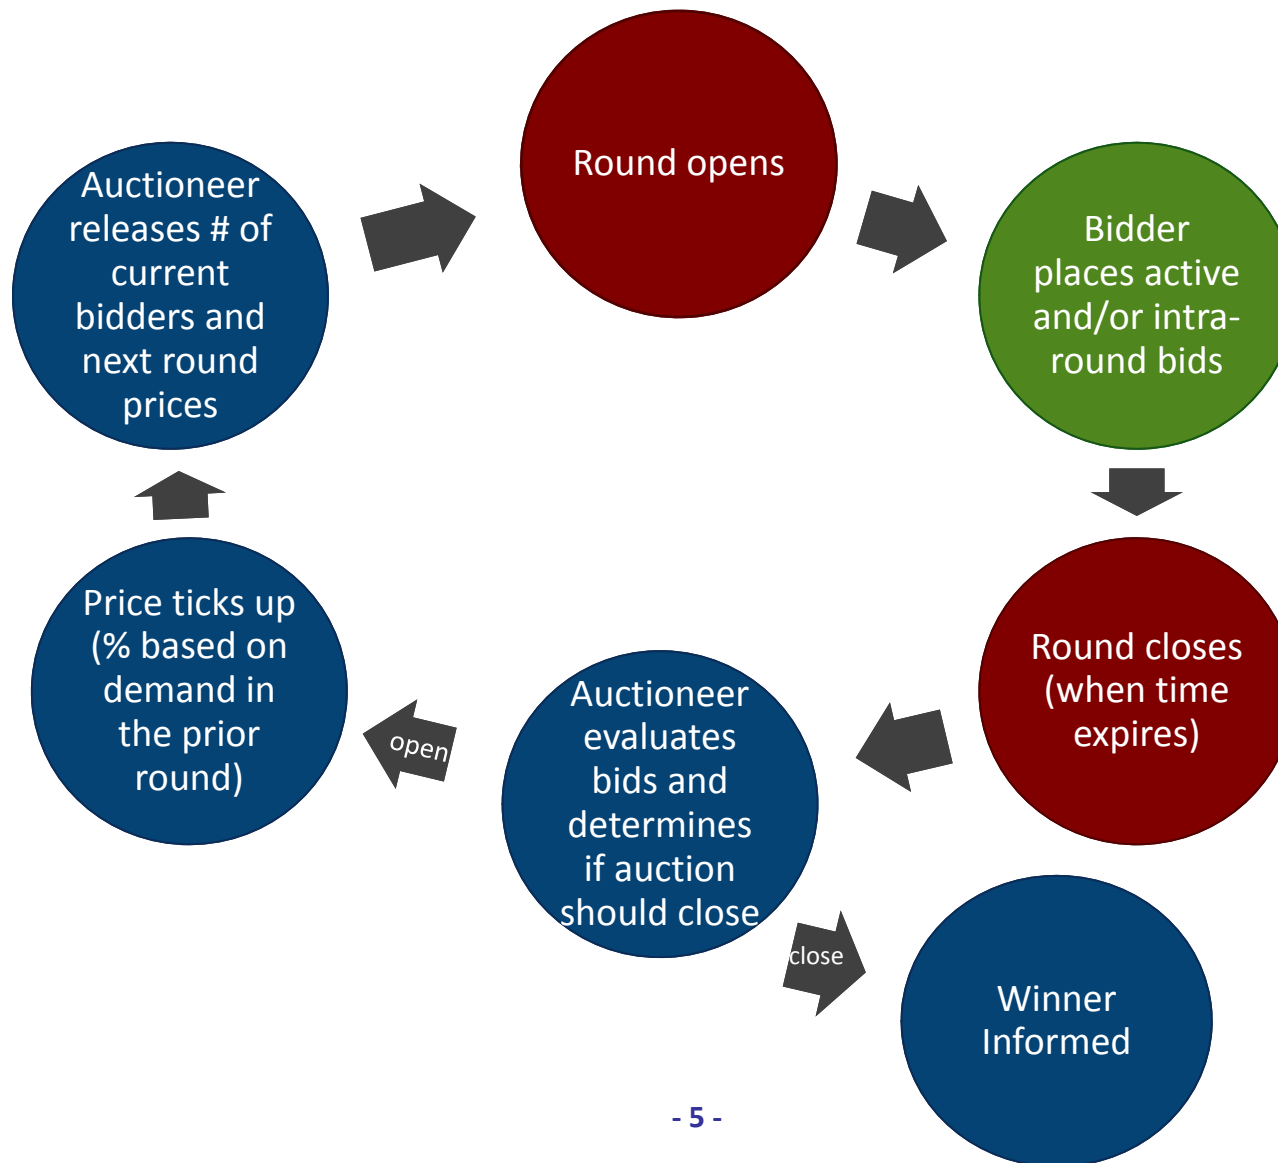 Round opens
Bidder
places active
and/or intra-
round bids
Round closes
(when time
expires)
Auctioneer
evaluates
bids and
determines
if auction
should close
close
Winner
Informed
open
Price ticks up
(% based on
demand in
the prior
round)
Auctioneer
releases # of
current
bidders and
next round
prices
- 5 -